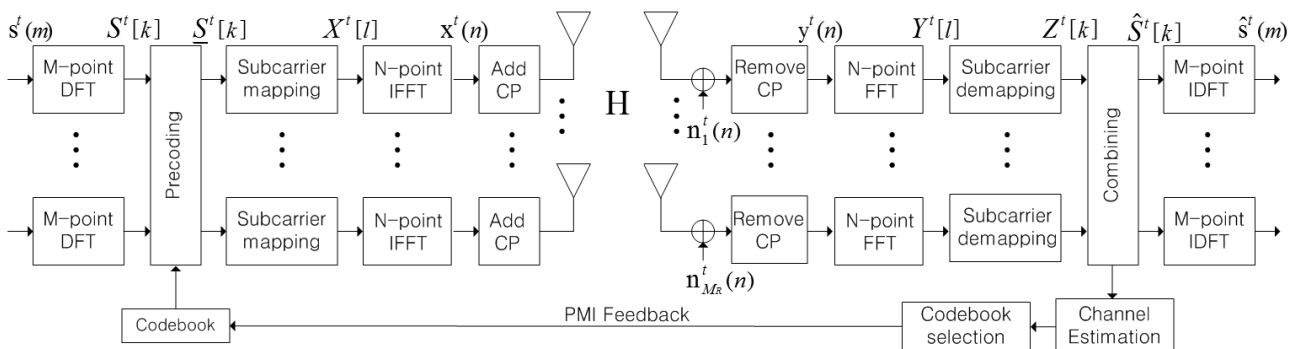 s^t(m) S^t[k] S^t[k] X^t[l] x^t(n) y^t(n) Y^t[l] Z^t[k] Ŝ^t[k] ŝ^t(m)
M-point
DFT
Precoding
Subcarrier
mapping
N-point
IFFT
Add
CP
H
n_1^t(n)
Remove
CP
N-point
FFT
Subcarrier
demapping
Combining
M-point
IDFT
M-point
DFT
Subcarrier
mapping
N-point
IFFT
Add
CP
n_{M_R}^t(n)
Remove
CP
N-point
FFT
Subcarrier
demapping
M-point
IDFT
Codebook
PMI Feedback
Codebook
selection
Channel
Estimation